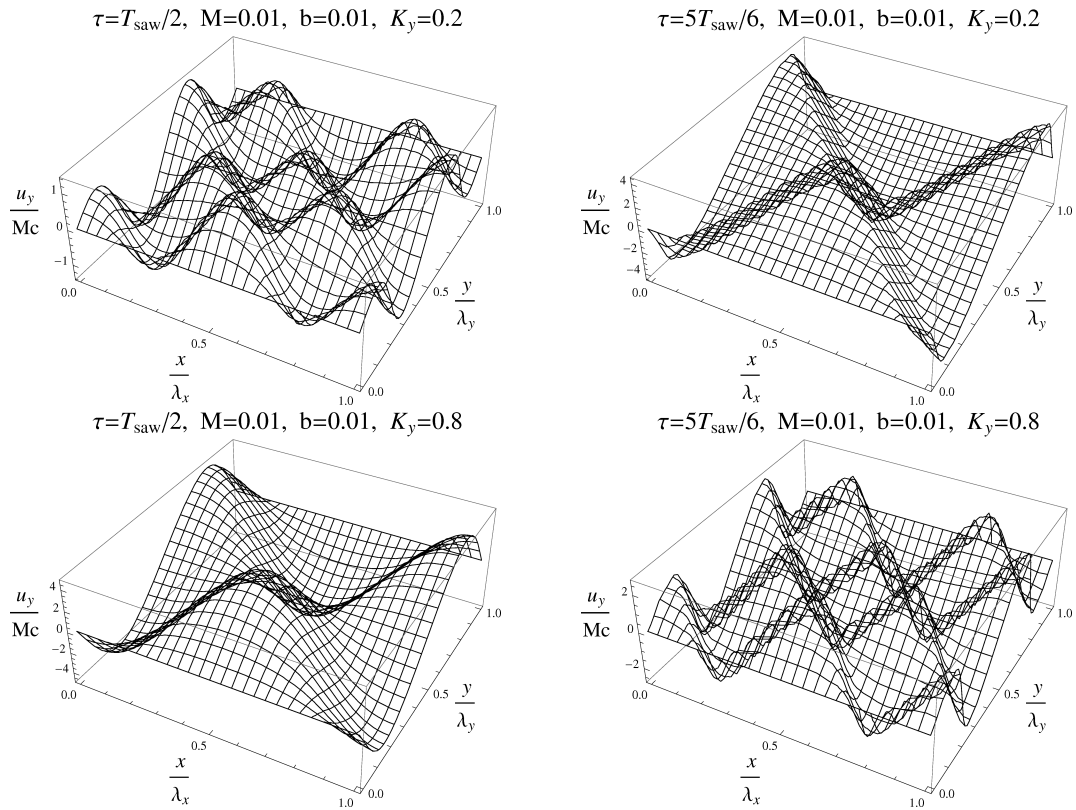 τ=T_saw/2, M=0.01, b=0.01, K_y=0.2
u_y
Mc
1
0
−1
0.0
0.5
1.0
x
λ_x
0.0
0.5
1.0
y
λ_y
τ=5T_saw/6, M=0.01, b=0.01, K_y=0.2
u_y
Mc
4
2
0
−2
−4
0.0
0.5
1.0
x
λ_x
0.0
0.5
1.0
y
λ_y
τ=T_saw/2, M=0.01, b=0.01, K_y=0.8
u_y
Mc
4
2
0
−2
−4
0.0
0.5
1.0
x
λ_x
0.0
0.5
1.0
y
λ_y
τ=5T_saw/6, M=0.01, b=0.01, K_y=0.8
u_y
Mc
2
0
−2
0.0
0.5
1.0
x
λ_x
0.0
0.5
1.0
y
λ_y